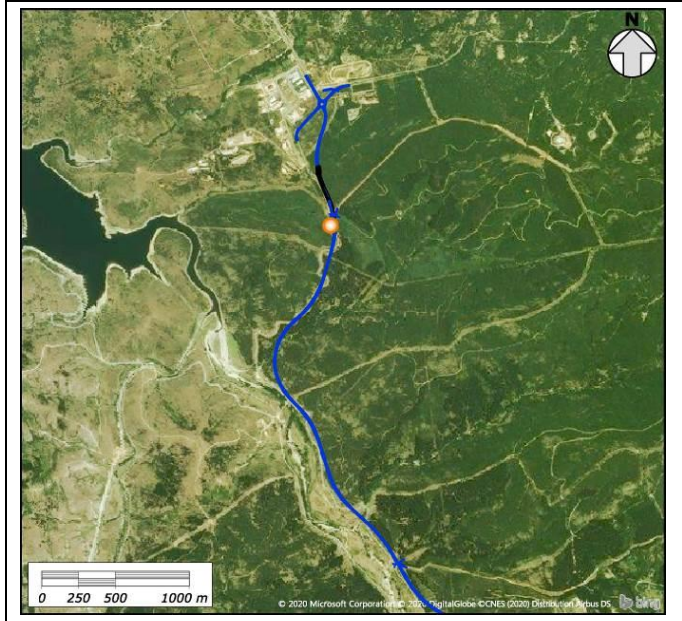 N
0 250 500 1000 m
© 2020 Microsoft Corporation © 2020 DigitalGlobe ©CNES (2020) Distribution Airbus DS bing